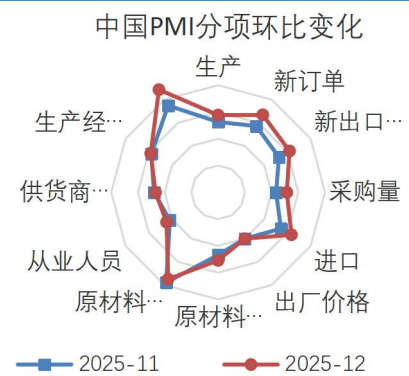 中国PMI分项环比变化
生产
新订单
新出口…
采购量
进口
出厂价格
原材料…
原材料…
从业人员
供货商…
生产经…
2025-11
2025-12